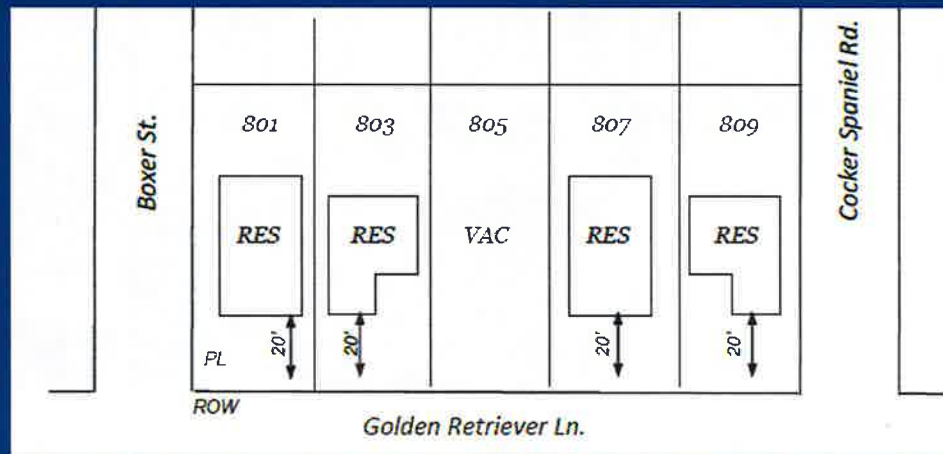 Boxer St.
Cocker Spaniel Rd.
801 803 805 807 809
RES RES VAC RES RES
20' 20' 20' 20'
PL
ROW
Golden Retriever Ln.